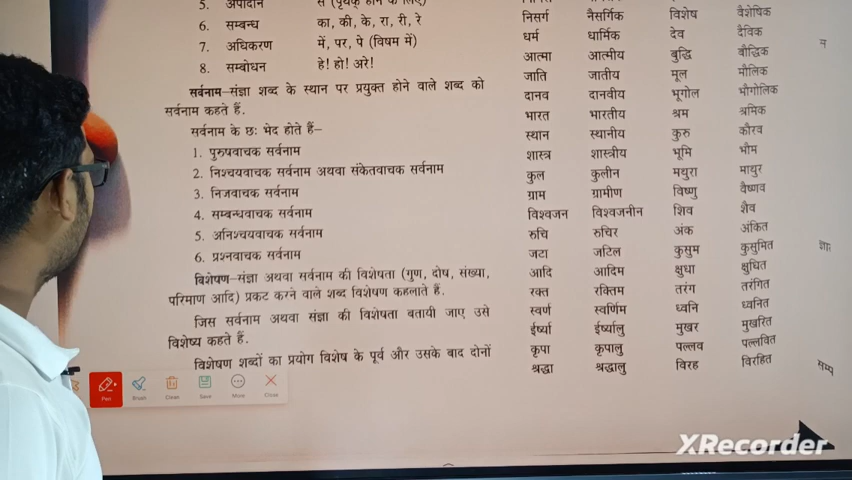 5. अपादान से (पृथक् होने के लिए)
6. सम्बन्ध का, की, के, रा, री, रे
7. अधिकरण में, पर, पे (विषम में)
8. सम्बोधन हे! हो! अरे!
सर्वनाम–संज्ञा शब्द के स्थान पर प्रयुक्त होने वाले शब्द को
सर्वनाम कहते हैं.
सर्वनाम के छः भेद होते हैं–
1. पुरुषवाचक सर्वनाम
2. निश्चयवाचक सर्वनाम अथवा संकेतवाचक सर्वनाम
3. निजवाचक सर्वनाम
4. सम्बन्धवाचक सर्वनाम
5. अनिश्चयवाचक सर्वनाम
6. प्रश्नवाचक सर्वनाम
विशेषण–संज्ञा अथवा सर्वनाम की विशेषता (गुण, दोष, संख्या,
परिमाण आदि) प्रकट करने वाले शब्द विशेषण कहलाते हैं.
जिस सर्वनाम अथवा संज्ञा की विशेषता बतायी जाए उसे
विशेष्य कहते हैं.
विशेषण शब्दों का प्रयोग विशेष के पूर्व और उसके बाद दोनों
निसर्ग नैसर्गिक विशेष वैशेषिक
धर्म धार्मिक देव दैविक
आत्मा आत्मीय बुद्धि बौद्धिक
जाति जातीय मूल मौलिक
दानव दानवीय भूगोल भौगोलिक
भारत भारतीय श्रम श्रमिक
स्थान स्थानीय कुरु कौरव
शास्त्र शास्त्रीय भूमि भौम
कुल कुलीन मथुरा माथुर
ग्राम ग्रामीण विष्णु वैष्णव
विश्वजन विश्वजनीन शिव शैव
रुचि रुचिर अंक अंकित
जटा जटिल कुसुम कुसुमित
आदि आदिम क्षुधा क्षुधित
रक्त रक्तिम तरंग तरंगित
स्वर्ण स्वर्णिम ध्वनि ध्वनित
ईर्ष्या ईर्ष्यालु मुखर मुखरित
कृपा कृपालु पल्लव पल्लवित
श्रद्धा श्रद्धालु विरह विरहित
Pen Brush Clean Save More Close
XRecorder